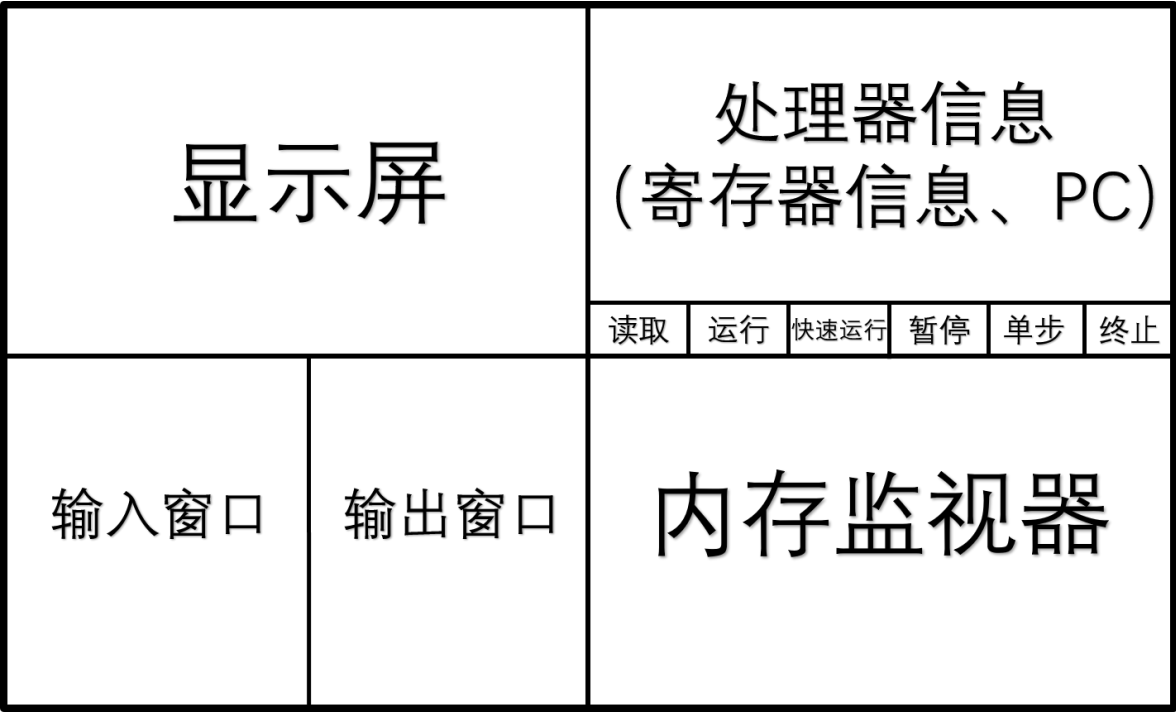 显示屏
处理器信息
（寄存器信息、PC）
读取
运行
快速运行
暂停
单步
终止
输入窗口
输出窗口
内存监视器